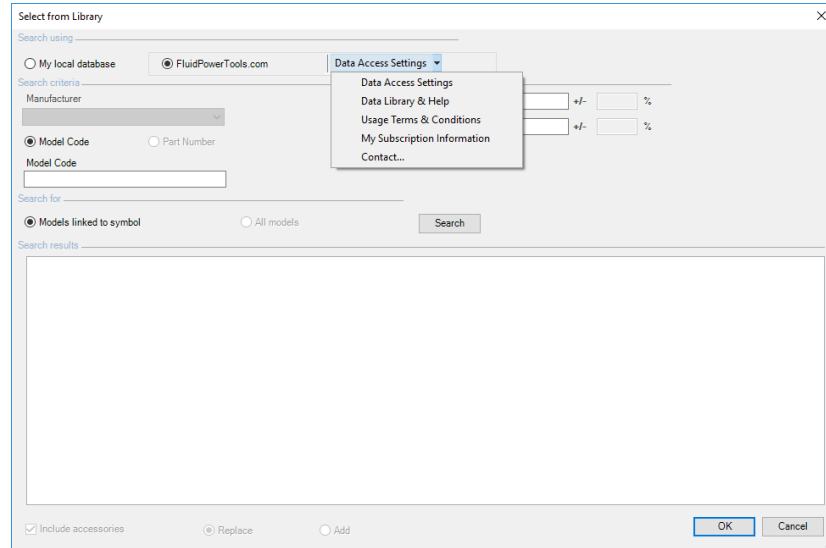 Select from Library
Search using
My local database
FluidPowerTools.com
Data Access Settings
Data Access Settings
Data Library & Help
Usage Terms & Conditions
My Subscription Information
Contact...
Search criteria
Manufacturer
+/- %
+/- %
Model Code
Part Number
Model Code
Search for
Models linked to symbol
All models
Search
Search results
Include accessories
Replace
Add
OK
Cancel